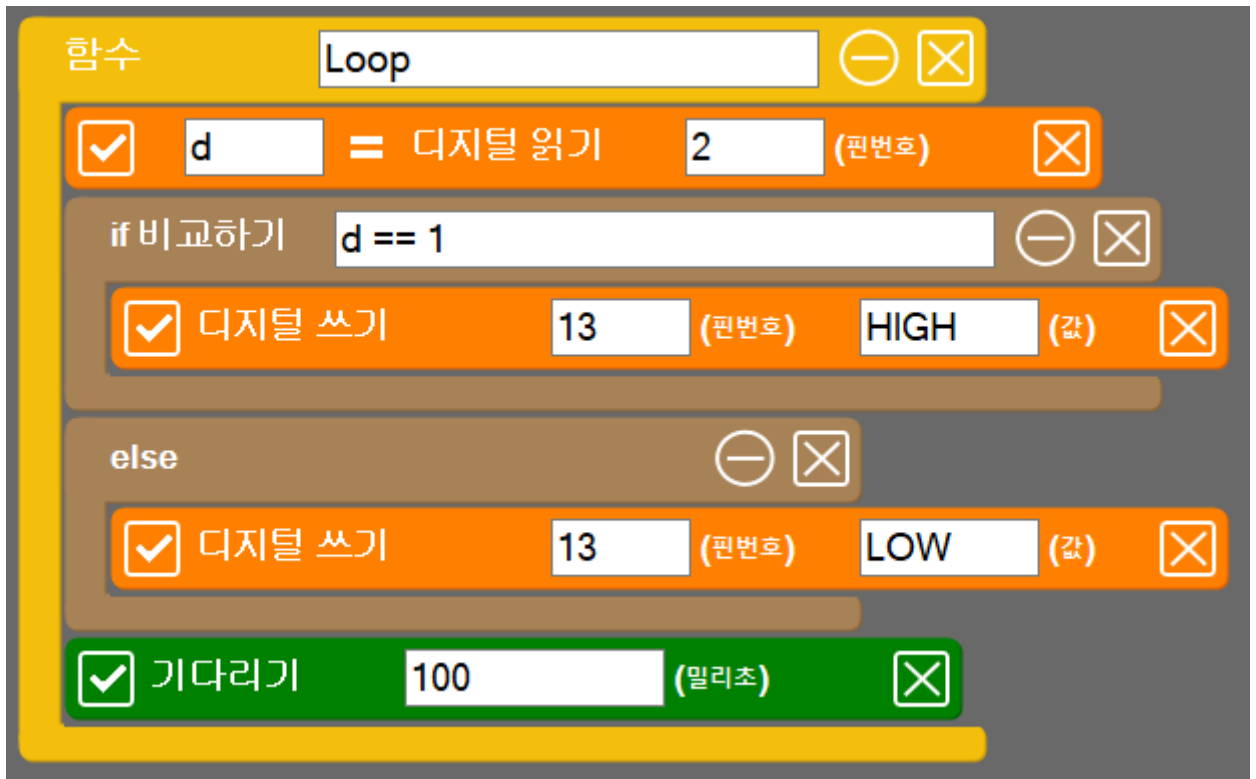 함수 Loop
d = 디지털 읽기 2 (핀번호)
if 비교하기 d == 1
디지털 쓰기 13 (핀번호) HIGH (값)
else
디지털 쓰기 13 (핀번호) LOW (값)
기다리기 100 (밀리초)